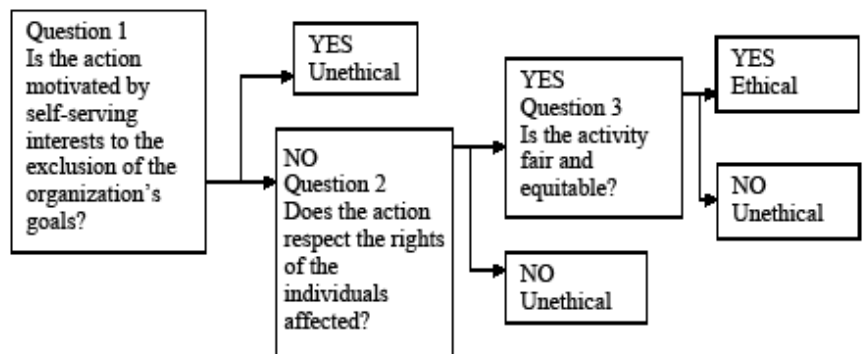 Question 1
Is the action
motivated by
self-serving
interests to the
exclusion of the
organization's
goals?
YES
Unethical
NO
Question 2
Does the action
respect the rights
of the
individuals
affected?
YES
Question 3
Is the activity
fair and
equitable?
NO
Unethical
YES
Ethical
NO
Unethical